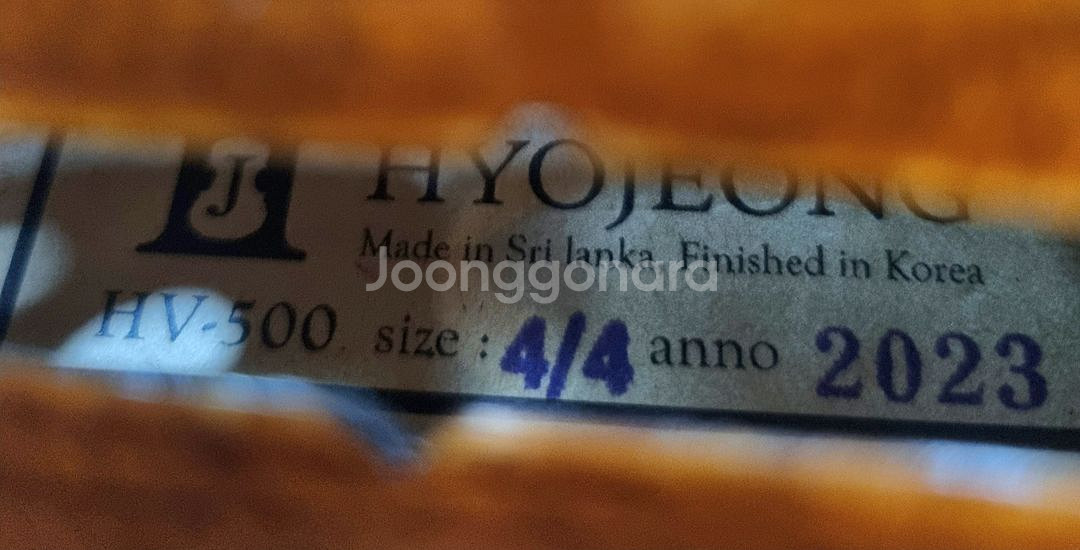 J
HYOJEONG
Made in Sri lanka Finished in Korea
Joonggonara
HV-500 size : 4/4 anno 2023